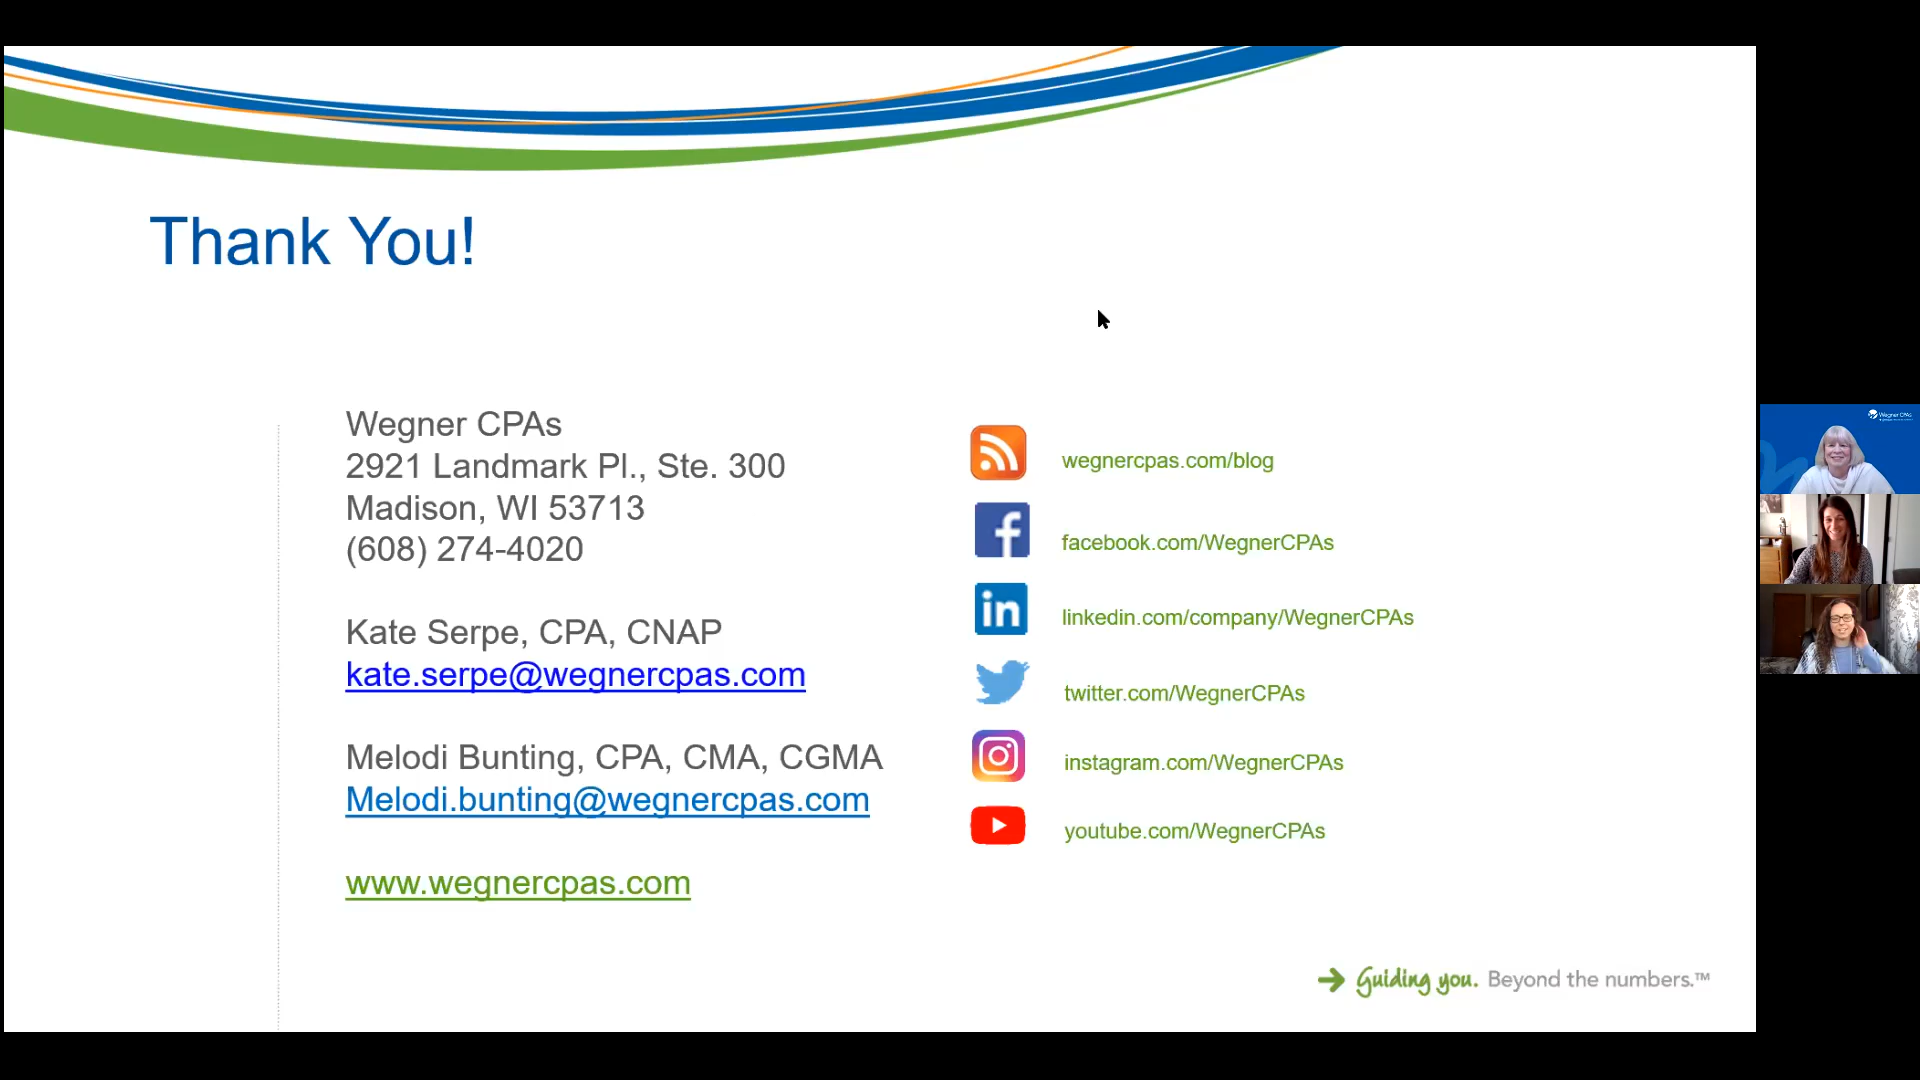 Thank You!
Wegner CPAs
2921 Landmark Pl., Ste. 300
Madison, WI 53713
(608) 274-4020
Kate Serpe, CPA, CNAP
kate.serpe@wegnercpas.com
Melodi Bunting, CPA, CMA, CGMA
Melodi.bunting@wegnercpas.com
www.wegnercpas.com
wegnercpas.com/blog
facebook.com/WegnerCPAs
linkedin.com/company/WegnerCPAs
twitter.com/WegnerCPAs
instagram.com/WegnerCPAs
youtube.com/WegnerCPAs
Guiding you. Beyond the numbers.™
Wegner CPAs